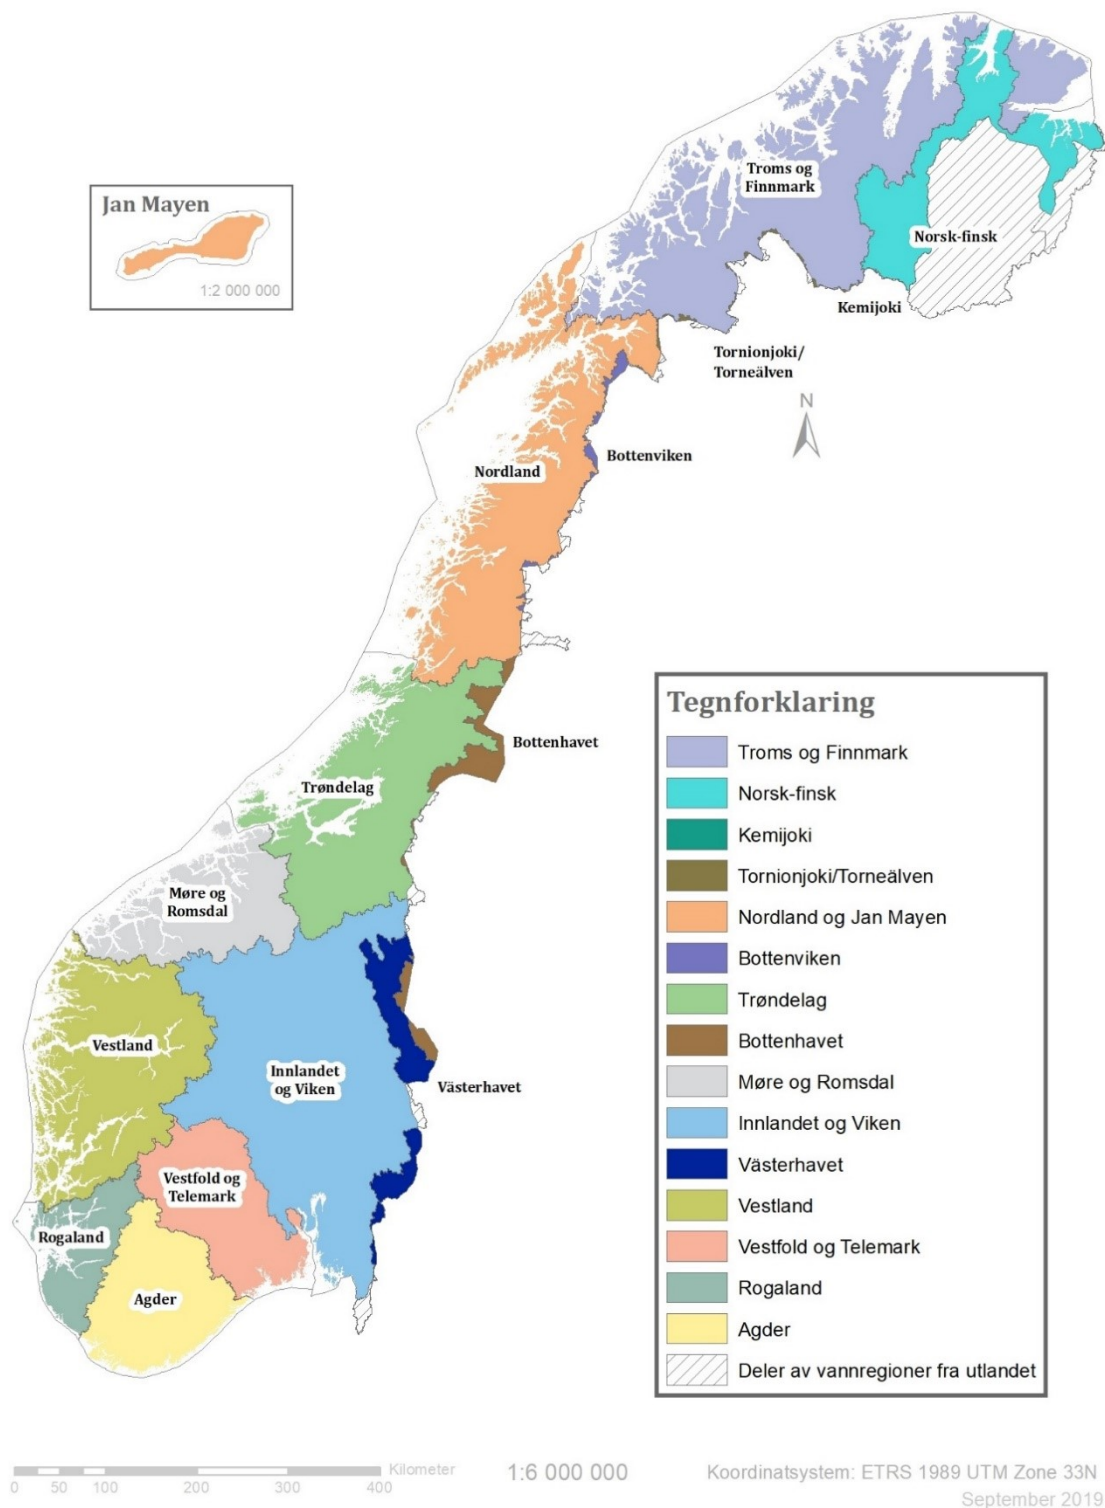 Jan Mayen
1:2 000 000
Troms og
Finnmark
Norsk-finsk
Kemijoki
Tornionjoki/
Torneälven
N
Bottenviken
Nordland
Bottenhavet
Trøndelag
Møre og
Romsdal
Vestland
Innlandet
og Viken
Västerhavet
Vestfold og
Telemark
Rogaland
Agder
Tegnforklaring
Troms og Finnmark
Norsk-finsk
Kemijoki
Tornionjoki/Torneälven
Nordland og Jan Mayen
Bottenviken
Trøndelag
Bottenhavet
Møre og Romsdal
Innlandet og Viken
Västerhavet
Vestland
Vestfold og Telemark
Rogaland
Agder
Deler av vannregioner fra utlandet
Kilometer
0 50 100 200 300 400
1:6 000 000
Koordinatsystem: ETRS 1989 UTM Zone 33N
September 2019